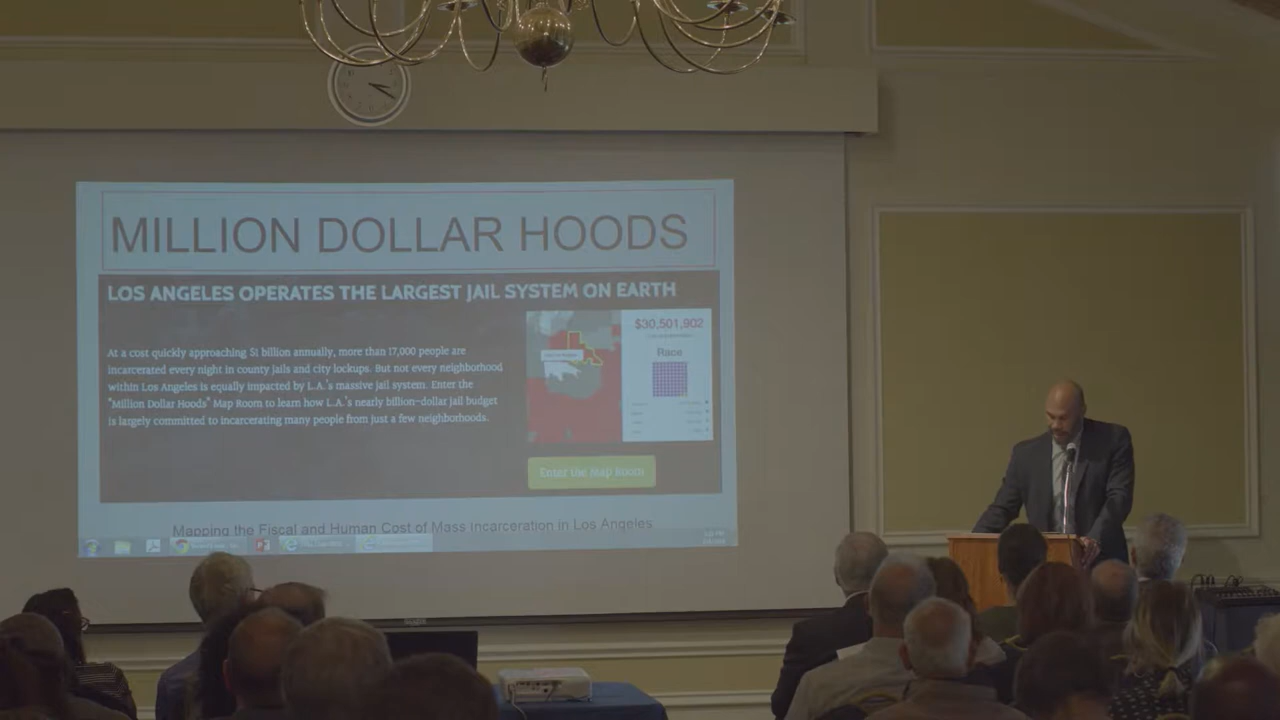 MILLION DOLLAR HOODS
LOS ANGELES OPERATES THE LARGEST JAIL SYSTEM ON EARTH
At a cost quickly approaching $1 billion annually, more than 17,000 people are
incarcerated every night in county jails and city lockups. But not every neighborhood
within Los Angeles is equally impacted by L.A.'s massive jail system. Enter the
"Million Dollar Hoods" Map Room to learn how L.A.'s nearly billion-dollar jail budget
is largely committed to incarcerating many people from just a few neighborhoods.
$30,501,902
Race
Enter the Map Room
Mapping the Fiscal and Human Cost of Mass Incarceration in Los Angeles